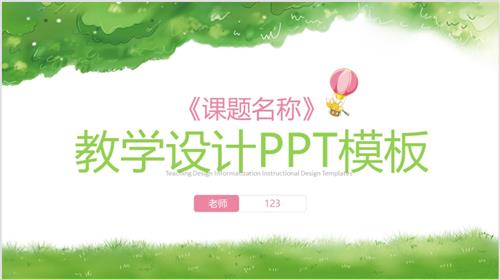 《课题名称》
教学设计PPT模板
Teaching Design Informatization Instructional Design Templates
老师 123